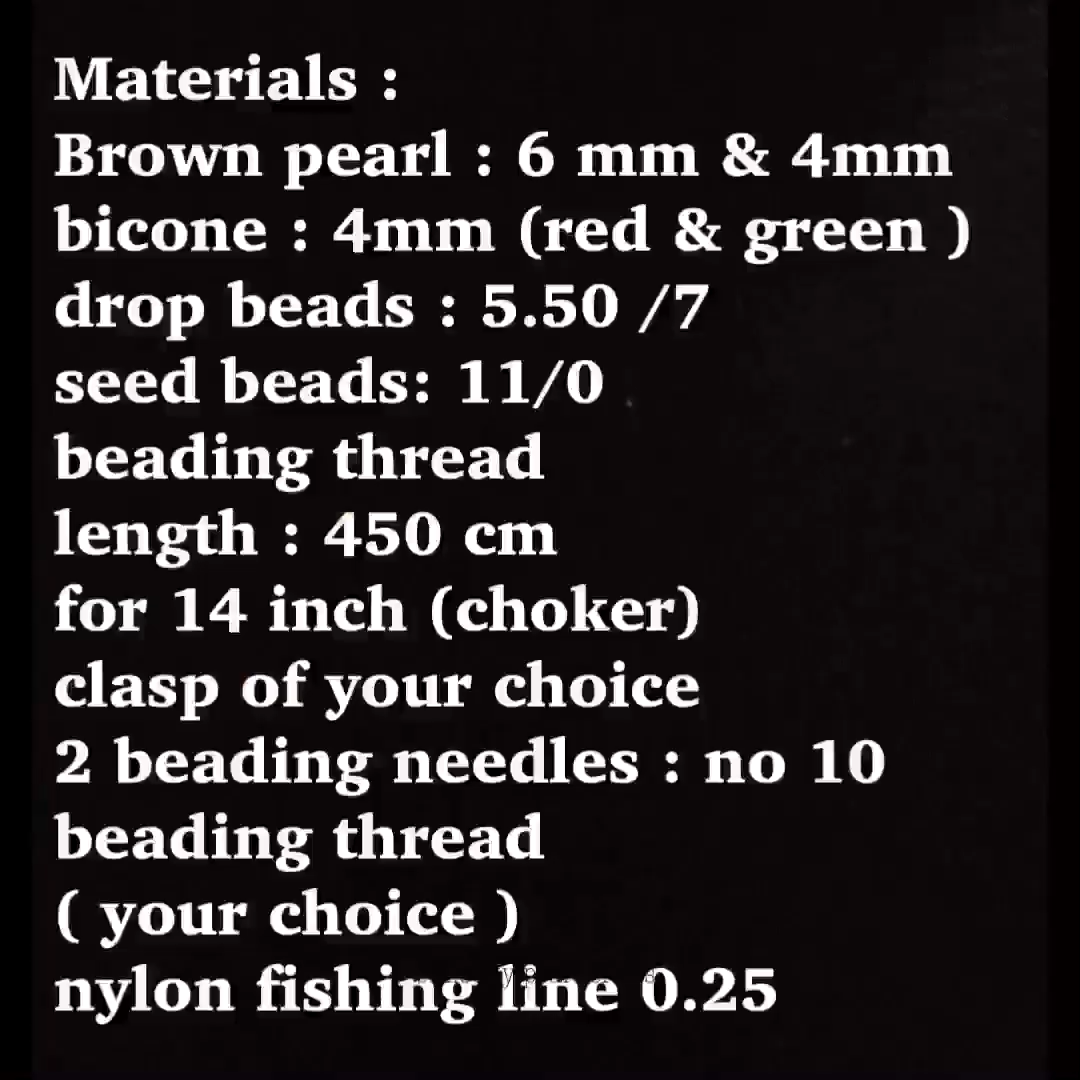 Materials :
Brown pearl : 6 mm & 4mm
bicone : 4mm (red & green )
drop beads : 5.50 /7
seed beads: 11/0
beading thread
length : 450 cm
for 14 inch (choker)
clasp of your choice
2 beading needles : no 10
beading thread
( your choice )
nylon fishing line 0.25